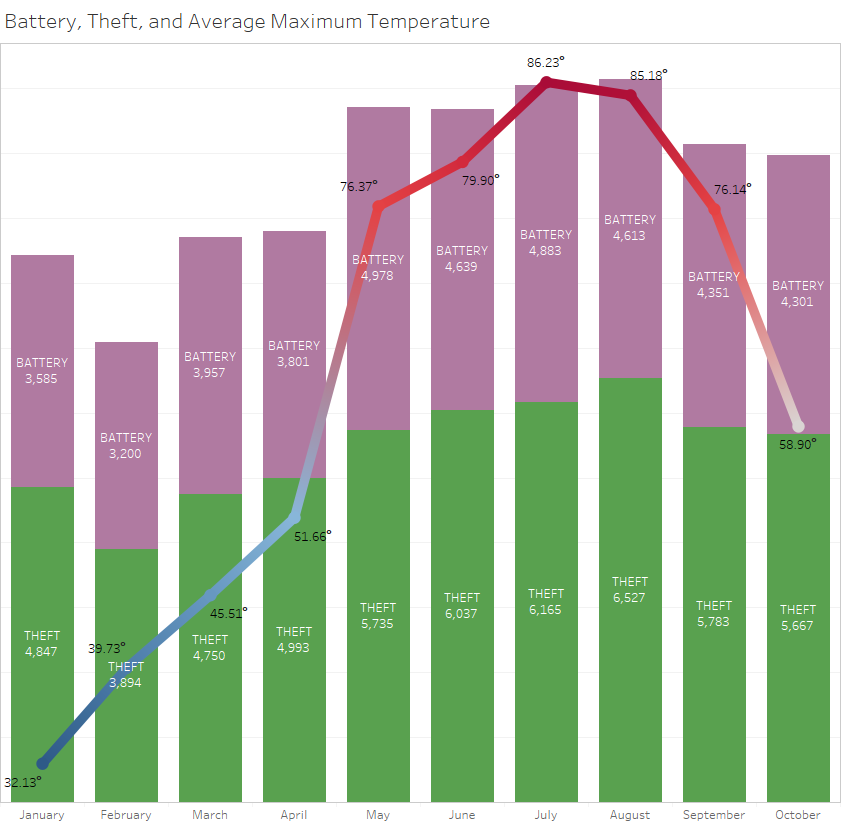 Battery, Theft, and Average Maximum Temperature
86.23°
85.18°
76.37°
79.90°
76.14°
BATTERY
4,613
BATTERY
4,883
BATTERY
4,639
BATTERY
4,978
BATTERY
4,351
BATTERY
4,301
BATTERY
3,801
BATTERY
3,957
BATTERY
3,585
BATTERY
3,200
58.90°
51.66°
THEFT
6,527
THEFT
6,165
THEFT
6,037
THEFT
5,735
THEFT
5,783
THEFT
5,667
45.51°
THEFT
4,993
THEFT
4,750
THEFT
4,847
39.73°
THEFT
3,894
32.13°
January February March April May June July August September October